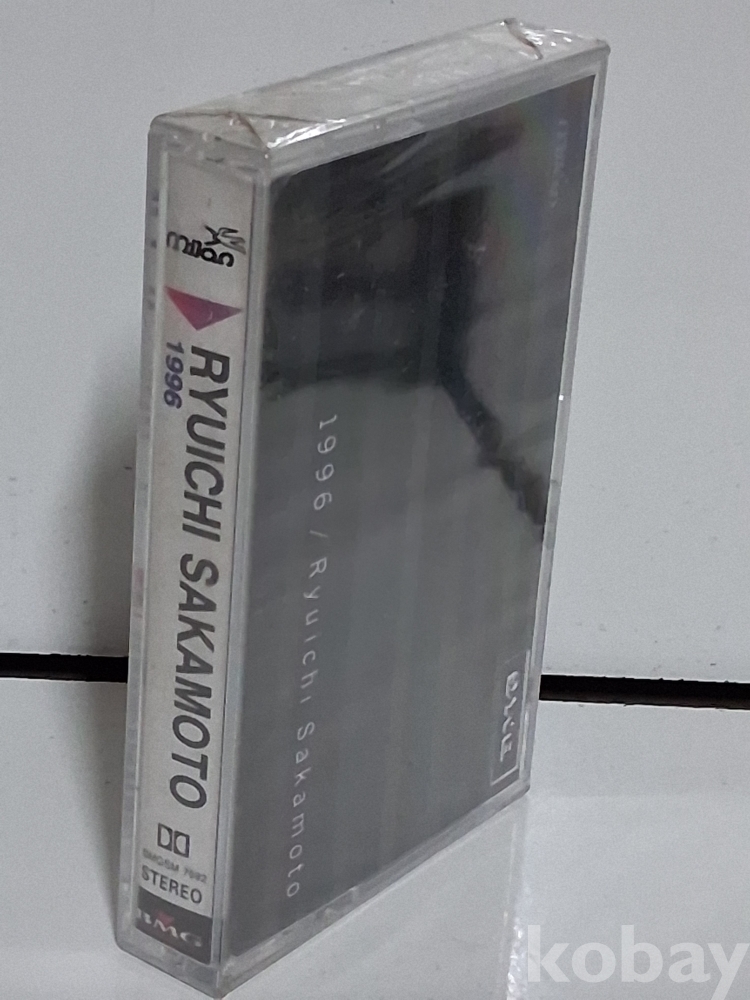 milan
RYUICHI SAKAMOTO
1996
STEREO
BMG
1996 / Ryuichi Sakamoto
kobay